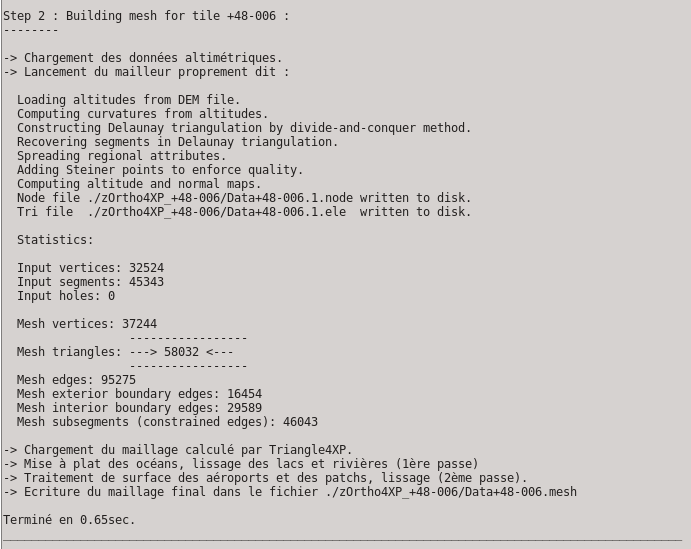 Step 2 : Building mesh for tile +48-006 :
--------
-> Chargement des données altimétriques.
-> Lancement du mailleur proprement dit :
Loading altitudes from DEM file.
Computing curvatures from altitudes.
Constructing Delaunay triangulation by divide-and-conquer method.
Recovering segments in Delaunay triangulation.
Spreading regional attributes.
Adding Steiner points to enforce quality.
Computing altitude and normal maps.
Node file ./zOrtho4XP_+48-006/Data+48-006.1.node written to disk.
Tri file  ./zOrtho4XP_+48-006/Data+48-006.1.ele  written to disk.
Statistics:
Input vertices: 32524
Input segments: 45343
Input holes: 0
Mesh vertices: 37244
-----------------
Mesh triangles: ---> 58032 <---
-----------------
Mesh edges: 95275
Mesh exterior boundary edges: 16454
Mesh interior boundary edges: 29589
Mesh subsegments (constrained edges): 46043
-> Chargement du maillage calculé par Triangle4XP.
-> Mise à plat des océans, lissage des lacs et rivières (1ère passe)
-> Traitement de surface des aéroports et des patchs, lissage (2ème passe).
-> Ecriture du maillage final dans le fichier ./zOrtho4XP_+48-006/Data+48-006.mesh
Terminé en 0.65sec.